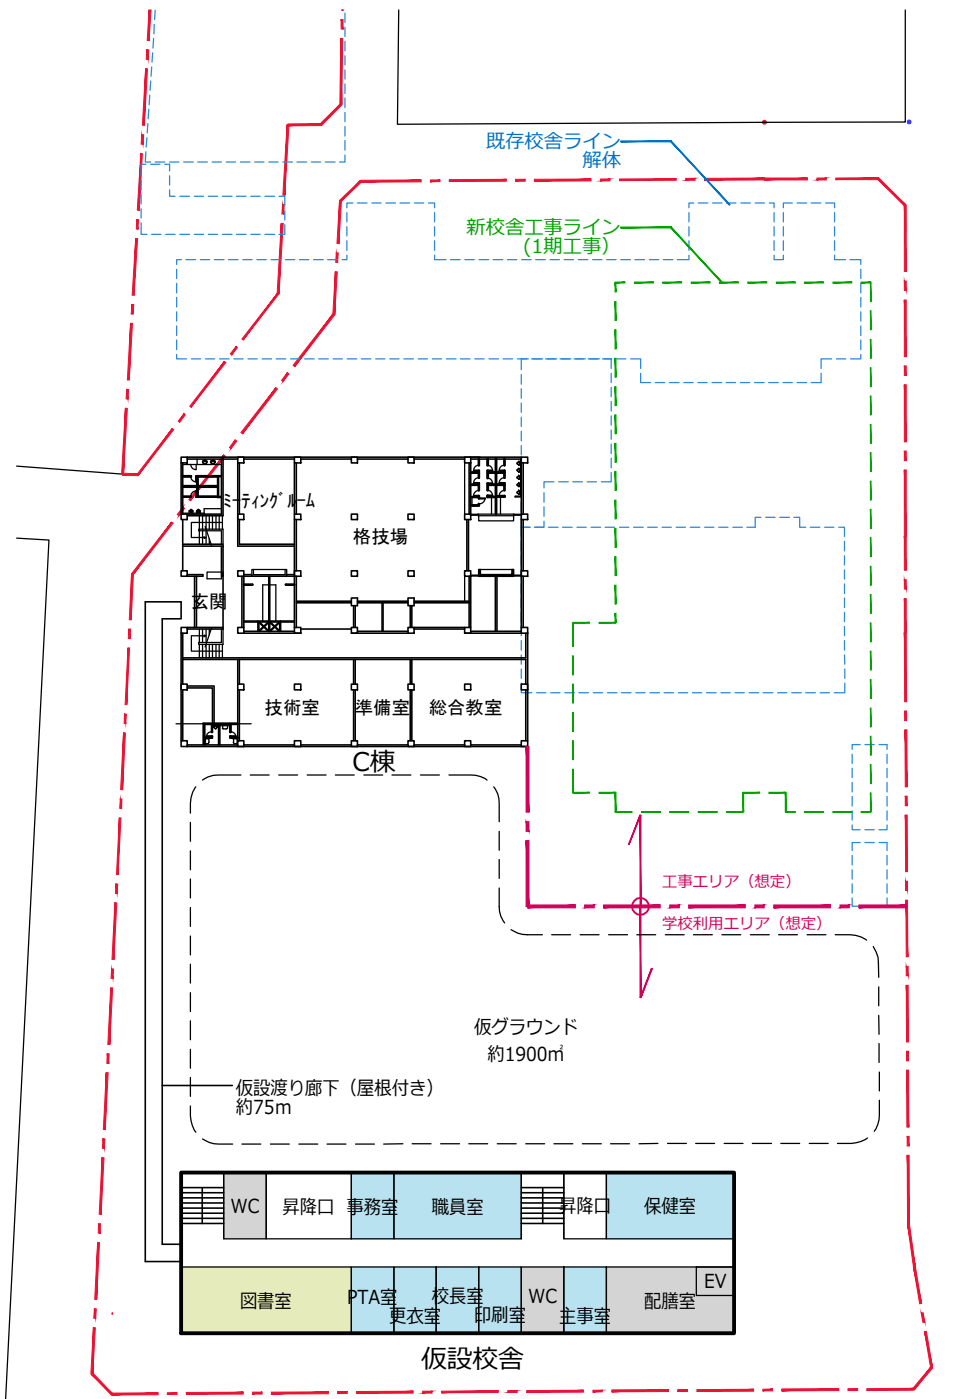 既存校舎ライン
解体
新校舎工事ライン
(1期工事)
ミーティングルーム
格技場
玄関
技術室
準備室
総合教室
C棟
工事エリア（想定）
学校利用エリア（想定）
仮グラウンド
約1900㎡
仮設渡り廊下（屋根付き）
約75m
WC
昇降口
事務室
職員室
昇降口
保健室
図書室
PTA室
更衣室
校長室
印刷室
WC
主事室
配膳室
EV
仮設校舎